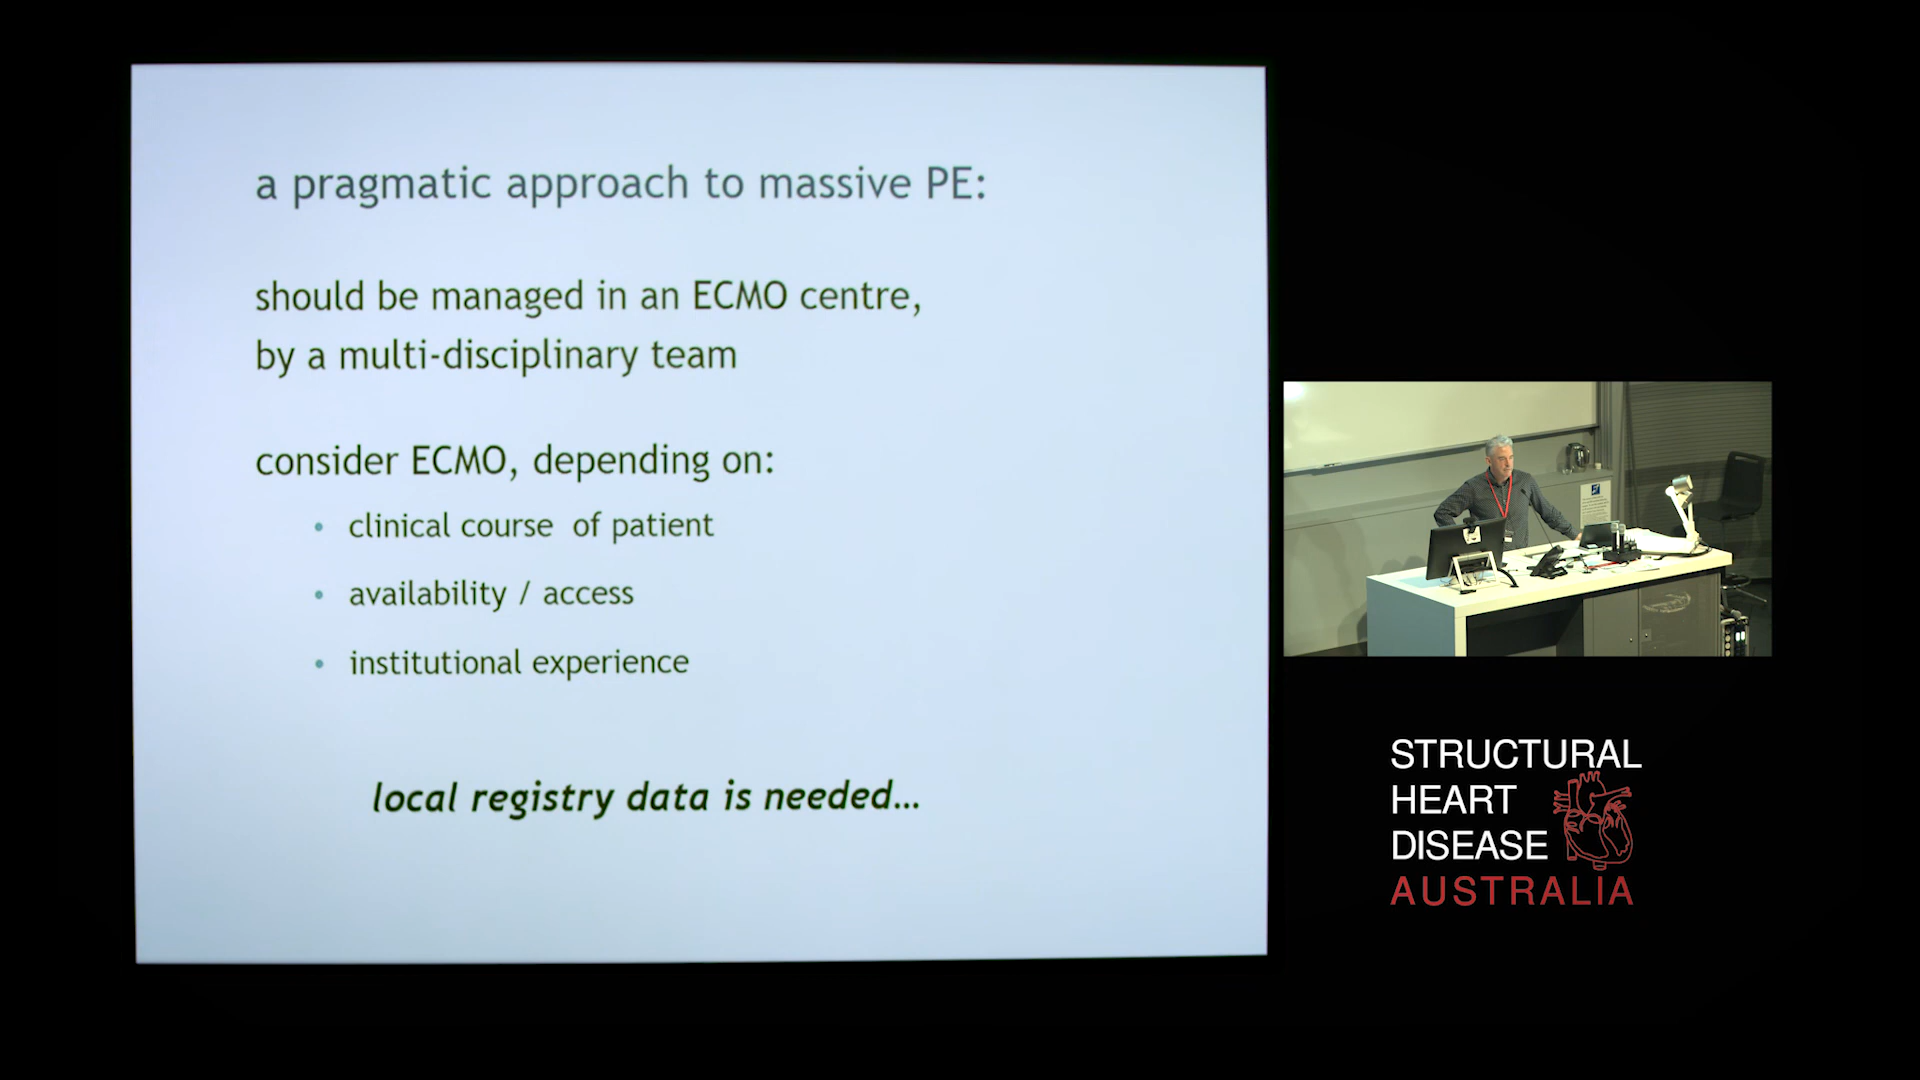 a pragmatic approach to massive PE:
should be managed in an ECMO centre,
by a multi-disciplinary team
consider ECMO, depending on:
• clinical course of patient
• availability / access
• institutional experience
local registry data is needed...
STRUCTURAL
HEART
DISEASE
AUSTRALIA